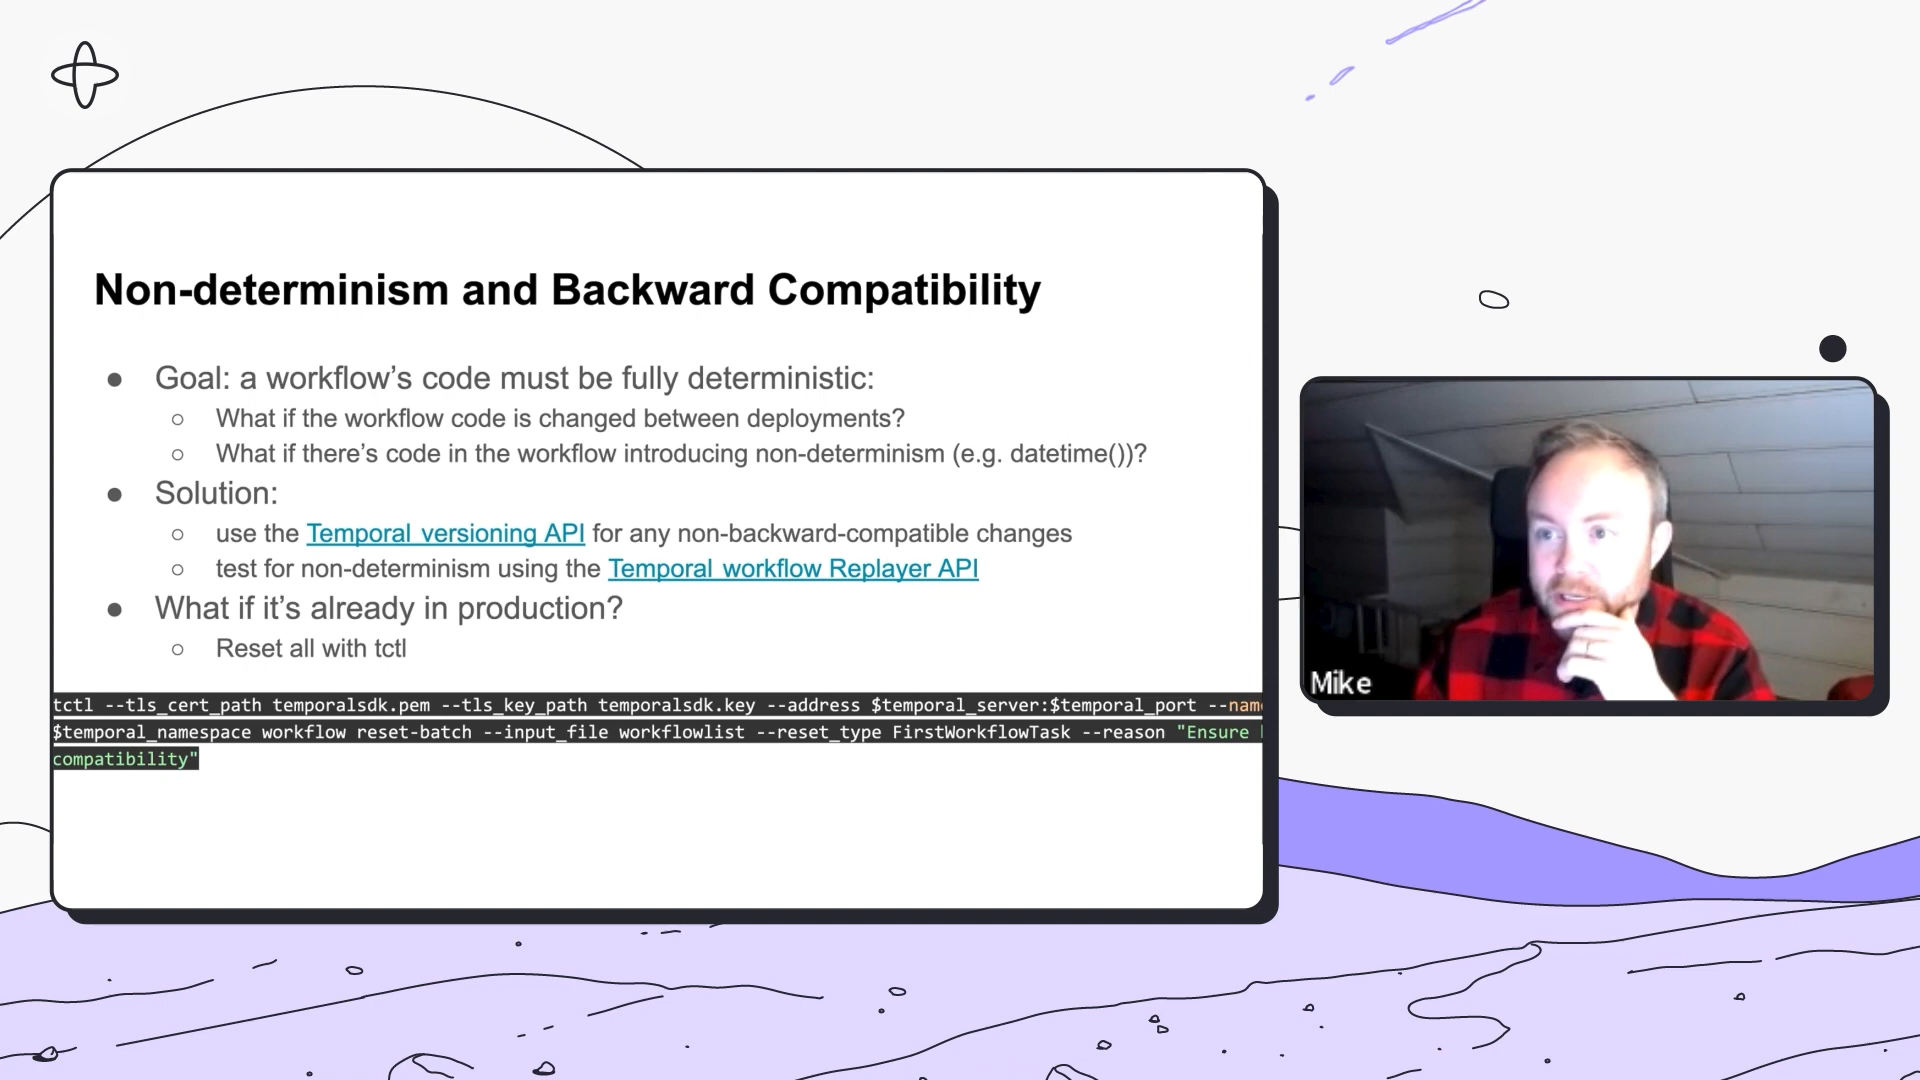 Non-determinism and Backward Compatibility
● Goal: a workflow’s code must be fully deterministic:
○ What if the workflow code is changed between deployments?
○ What if there’s code in the workflow introducing non-determinism (e.g. datetime())?
● Solution:
○ use the Temporal versioning API for any non-backward-compatible changes
○ test for non-determinism using the Temporal workflow Replayer API
● What if it’s already in production?
○ Reset all with tctl
tctl --tls_cert_path temporalsdk.pem --tls_key_path temporalsdk.key --address $temporal_server:$temporal_port
$temporal_namespace workflow reset-batch --input_file workflowlist --reset_type FirstWorkflowTask --reason "Ensure
compatibility"
Mike